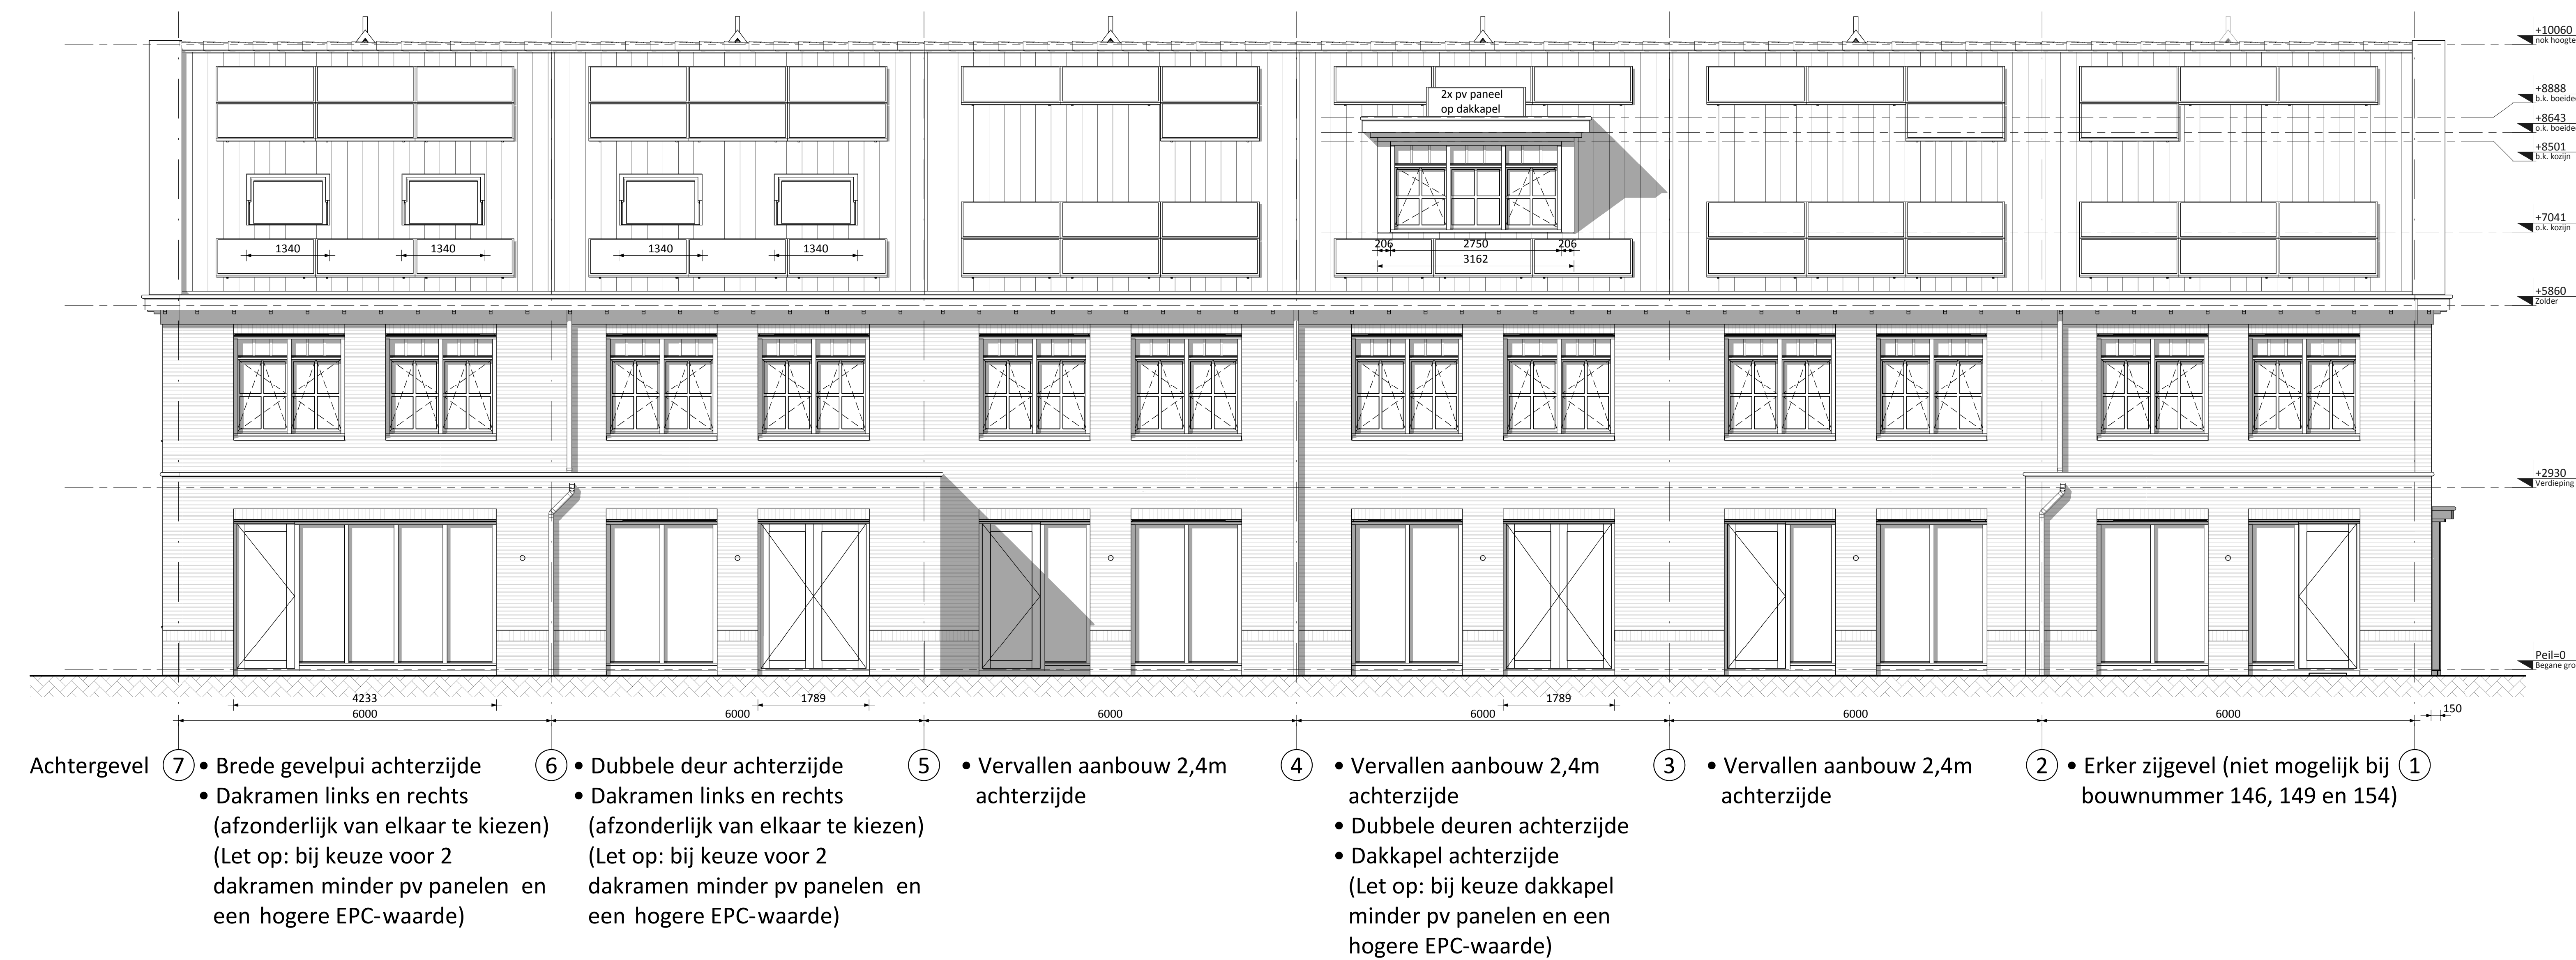 +10060
nok hoogte
+8888
b.k. boeide
2x pv paneel
op dakkapel
+8643
o.k. boeide
+8501
b.k. kozijn
+7041
o.k. kozijn
1340 1340 1340 1340 206 2750 206
3162
+5860
Zolder
+2930
Verdieping
Peil=0
Begane gro
4233 1789 1789
6000 6000 6000 6000 6000 6000 150
Achtergevel 7 6 5 4 3 2 1
• Brede gevelpui achterzijde
• Dakramen links en rechts
(afzonderlijk van elkaar te kiezen)
(Let op: bij keuze voor 2
dakramen minder pv panelen en
een hogere EPC-waarde)
• Dubbele deur achterzijde
• Dakramen links en rechts
(afzonderlijk van elkaar te kiezen)
(Let op: bij keuze voor 2
dakramen minder pv panelen en
een hogere EPC-waarde)
• Vervallen aanbouw 2,4m
achterzijde
• Vervallen aanbouw 2,4m
achterzijde
• Dubbele deuren achterzijde
• Dakkapel achterzijde
(Let op: bij keuze dakkapel
minder pv panelen en een
hogere EPC-waarde)
• Vervallen aanbouw 2,4m
achterzijde
• Erker zijgevel (niet mogelijk bij
bouwnummer 146, 149 en 154)